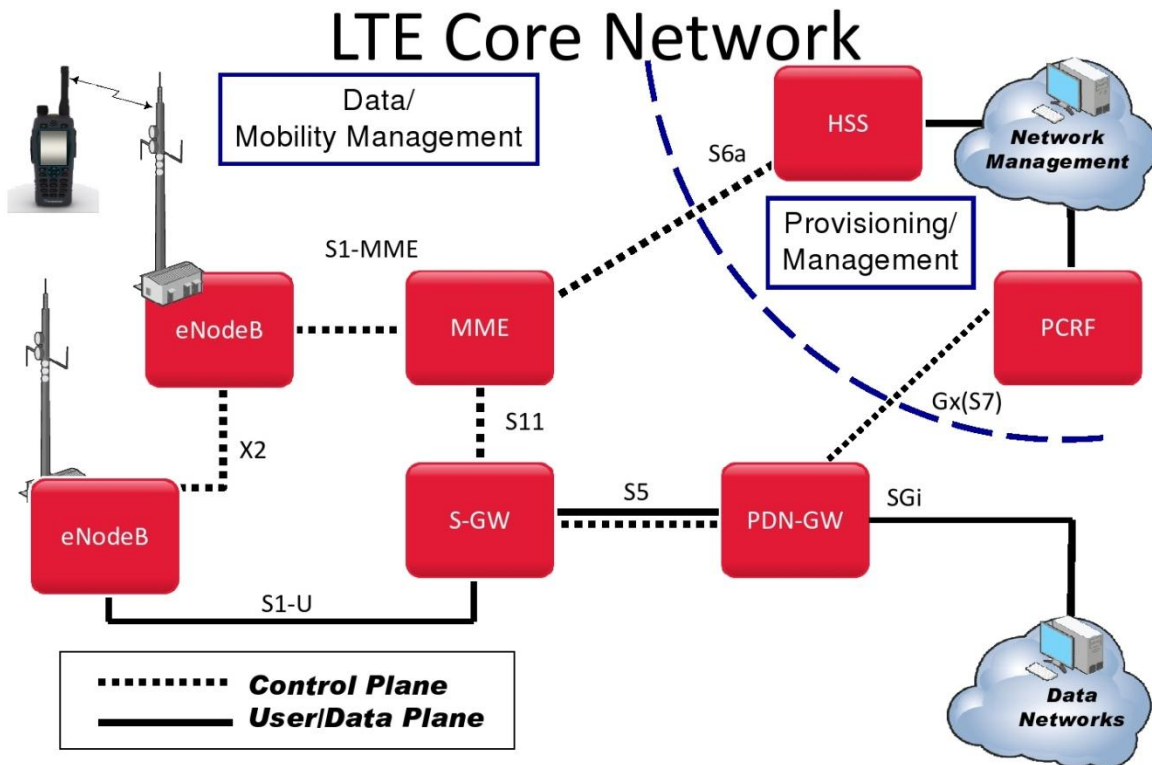 LTE Core Network
Data/
Mobility Management
HSS
Network
Management
S6a
Provisioning/
Management
S1-MME
eNodeB
MME
PCRF
X2
S11
Gx(S7)
eNodeB
S-GW
S5
PDN-GW
SGi
S1-U
Control Plane
User/Data Plane
Data
Networks